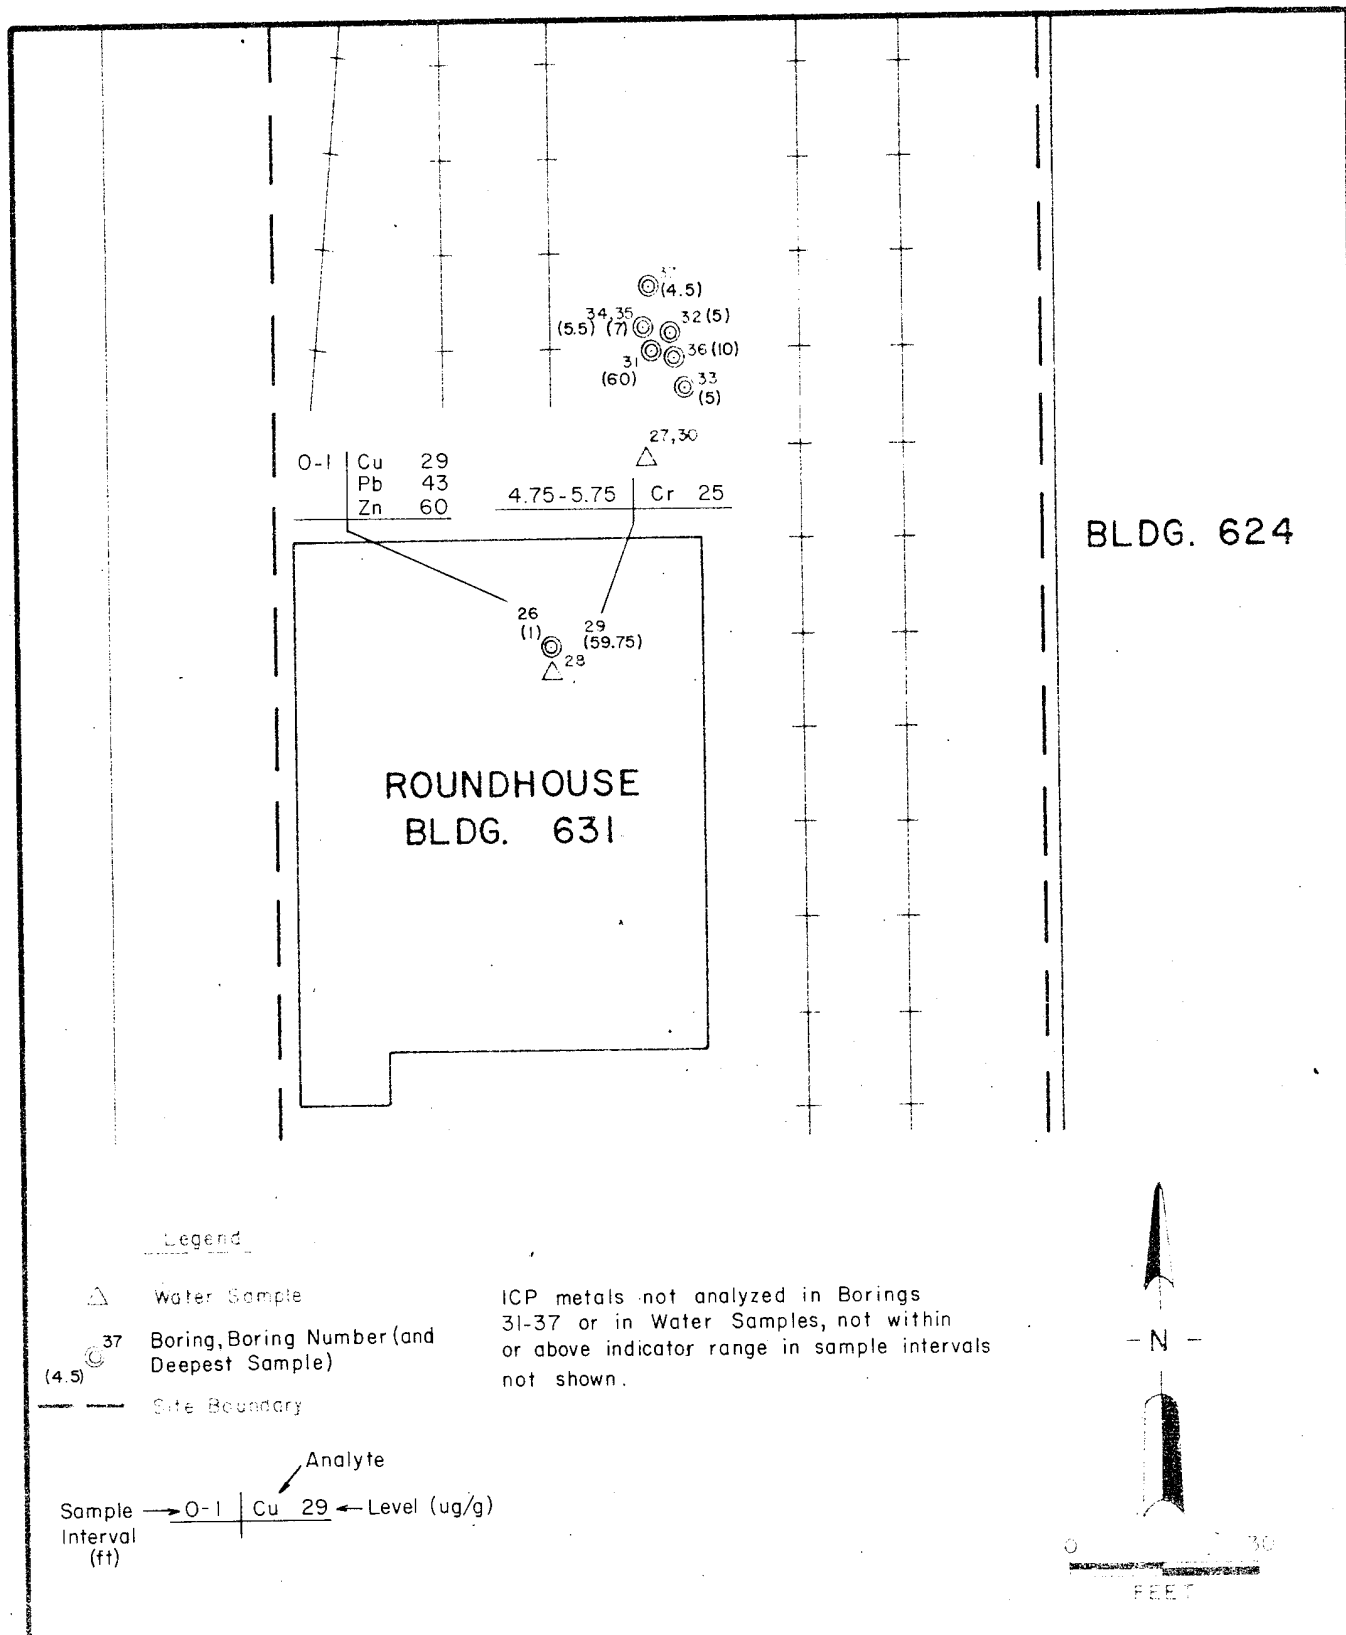 37
(4.5)
34,35
(5.5) (7)
32 (5)
36 (10)
31
(60)
33
(5)
27,30
0-1 Cu 29
Pb 43
Zn 60
4.75-5.75 Cr 25
BLDG. 624
26
(1)
29
(59.75)
28
ROUNDHOUSE
BLDG. 631
Legend
Water Sample
37 Boring, Boring Number (and
(4.5) Deepest Sample)
Site Boundary
ICP metals not analyzed in Borings
31-37 or in Water Samples, not within
or above indicator range in sample intervals
not shown.
Analyte
Sample 0-1 Cu 29 Level (ug/g)
Interval
(ft)
-N-
0 30
FEET